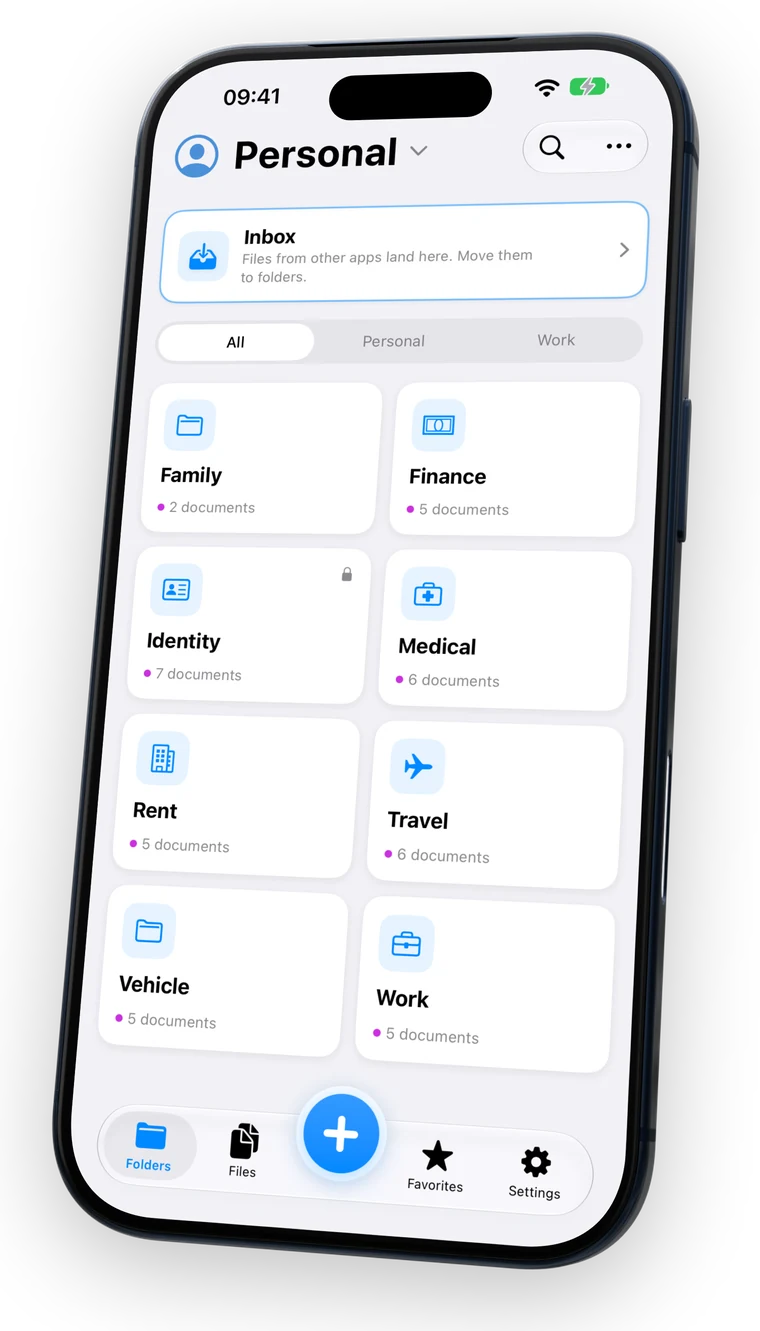 09:41
Personal
Inbox
Files from other apps land here. Move them
to folders.
All
Personal
Work
Family
2 documents
Finance
5 documents
Identity
7 documents
Medical
6 documents
Rent
5 documents
Travel
6 documents
Vehicle
5 documents
Work
5 documents
Folders
Files
Favorites
Settings